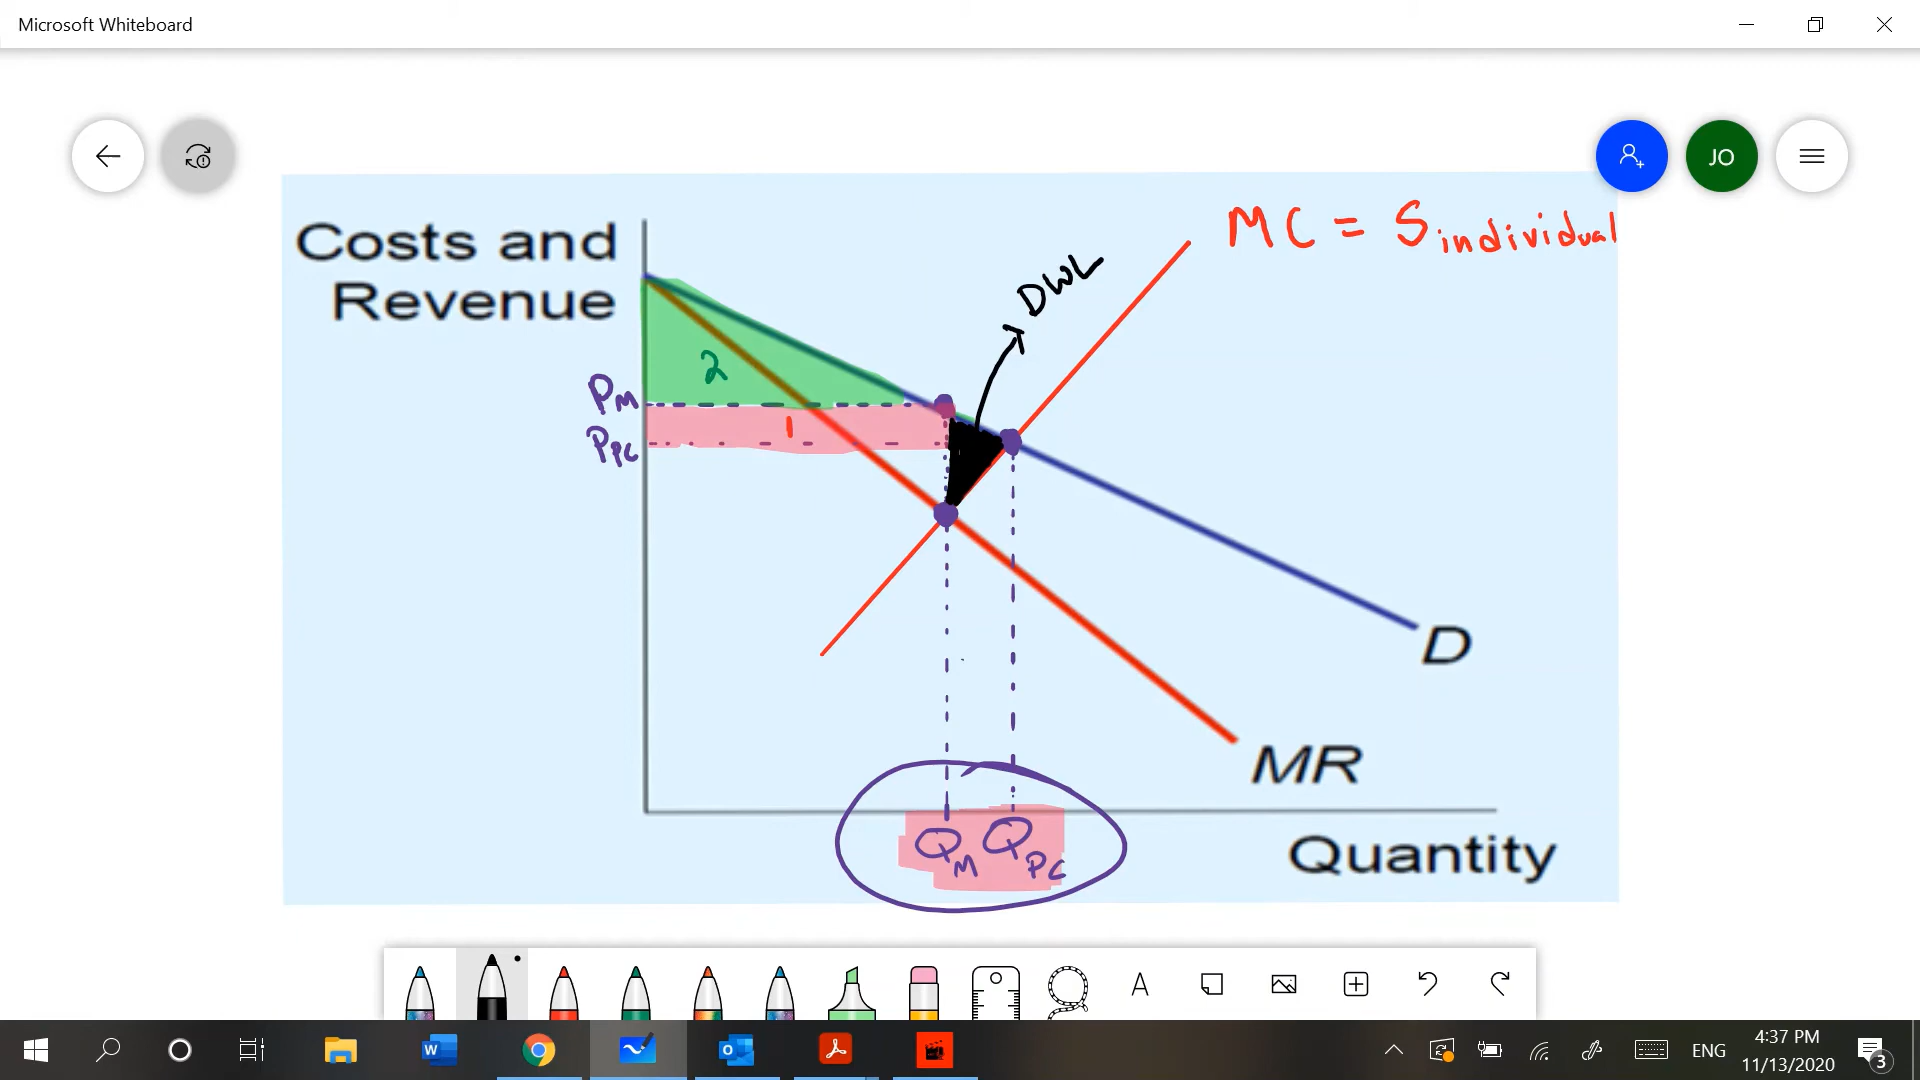 Microsoft Whiteboard
JO
Costs and
Revenue
MC = Sindividual
DWL
2
PM
1
PPC
D
MR
QM QPC
Quantity
A
W
O
ENG
4:37 PM
11/13/2020
3